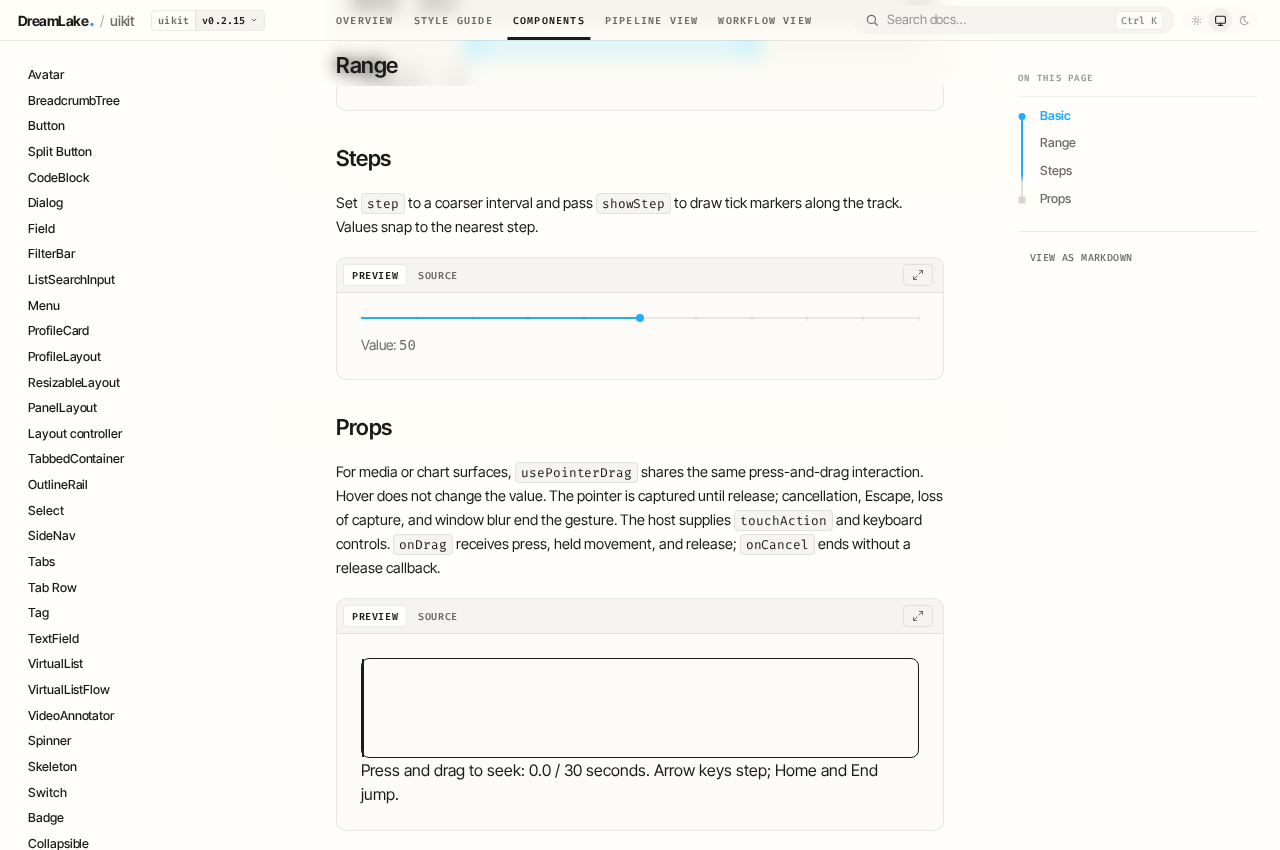 DreamLake. / uikit
uikit v0.2.15
OVERVIEW STYLE GUIDE COMPONENTS PIPELINE VIEW WORKFLOW VIEW
Search docs...
Ctrl K
Avatar
BreadcrumbTree
Button
Split Button
CodeBlock
Dialog
Field
FilterBar
ListSearchInput
Menu
ProfileCard
ProfileLayout
ResizableLayout
PanelLayout
Layout controller
TabbedContainer
OutlineRail
Select
SideNav
Tabs
Tab Row
Tag
TextField
VirtualList
VirtualListFlow
VideoAnnotator
Spinner
Skeleton
Switch
Badge
Collapsible
Range
Steps
Set step to a coarser interval and pass showStep to draw tick markers along the track.
Values snap to the nearest step.
PREVIEW SOURCE
Value: 50
Props
For media or chart surfaces, usePointerDrag shares the same press-and-drag interaction.
Hover does not change the value. The pointer is captured until release; cancellation, Escape, loss
of capture, and window blur end the gesture. The host supplies touchAction and keyboard
controls. onDrag receives press, held movement, and release; onCancel ends without a
release callback.
PREVIEW SOURCE
Press and drag to seek: 0.0 / 30 seconds. Arrow keys step; Home and End
jump.
ON THIS PAGE
Basic
Range
Steps
Props
VIEW AS MARKDOWN